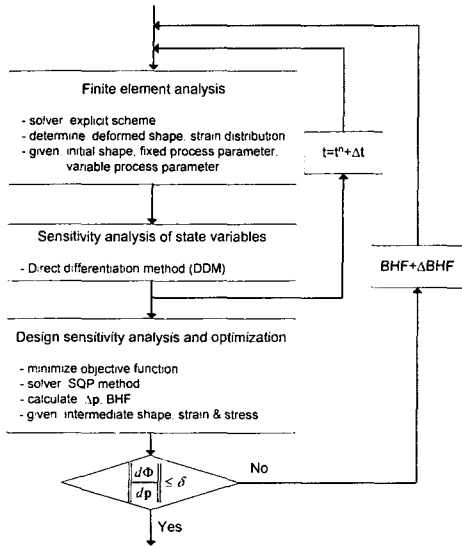 Finite element analysis
- solver explicit scheme
- determine deformed shape, strain distribution
- given initial shape, fixed process parameter,
variable process parameter
t=tⁿ+Δt
Sensitivity analysis of state variables
- Direct differentiation method (DDM)
BHF+ΔBHF
Design sensitivity analysis and optimization
- minimize objective function
- solver SQP method
- calculate Δp, BHF
- given intermediate shape, strain & stress
‖dΦ/dp‖ ≤ δ
No
Yes